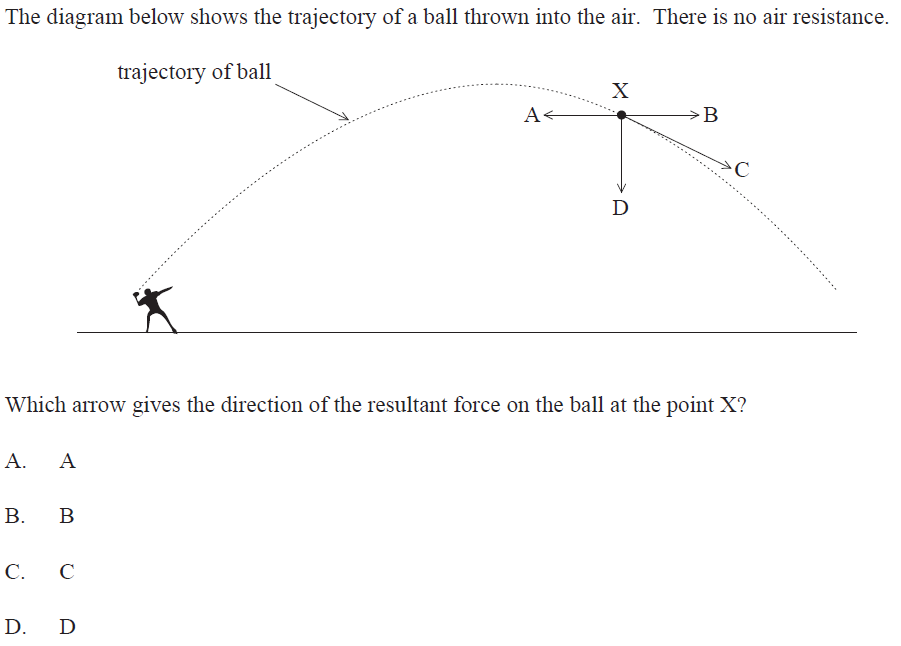 The diagram below shows the trajectory of a ball thrown into the air. There is no air resistance.
trajectory of ball
X
A
B
C
D
Which arrow gives the direction of the resultant force on the ball at the point X?
A. A
B. B
C. C
D. D